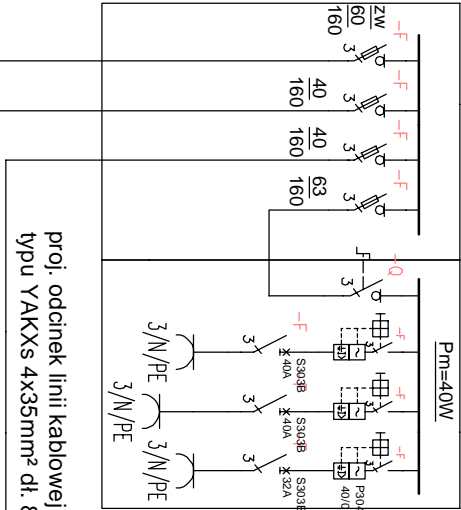 zw
60
160
-F
3
40
160
-F
3
40
160
-F
3
63
160
-F
3
-Q
3
Pm=40W
-F
3
-F
S303B
40A
3/N/PE
-F
3
S303B
40A
3/N/PE
-F
P304
40/0
3
S303B
32A
3/N/PE
proj. odcinek linii kablowej
typu YAKXs 4x35mm² dł.